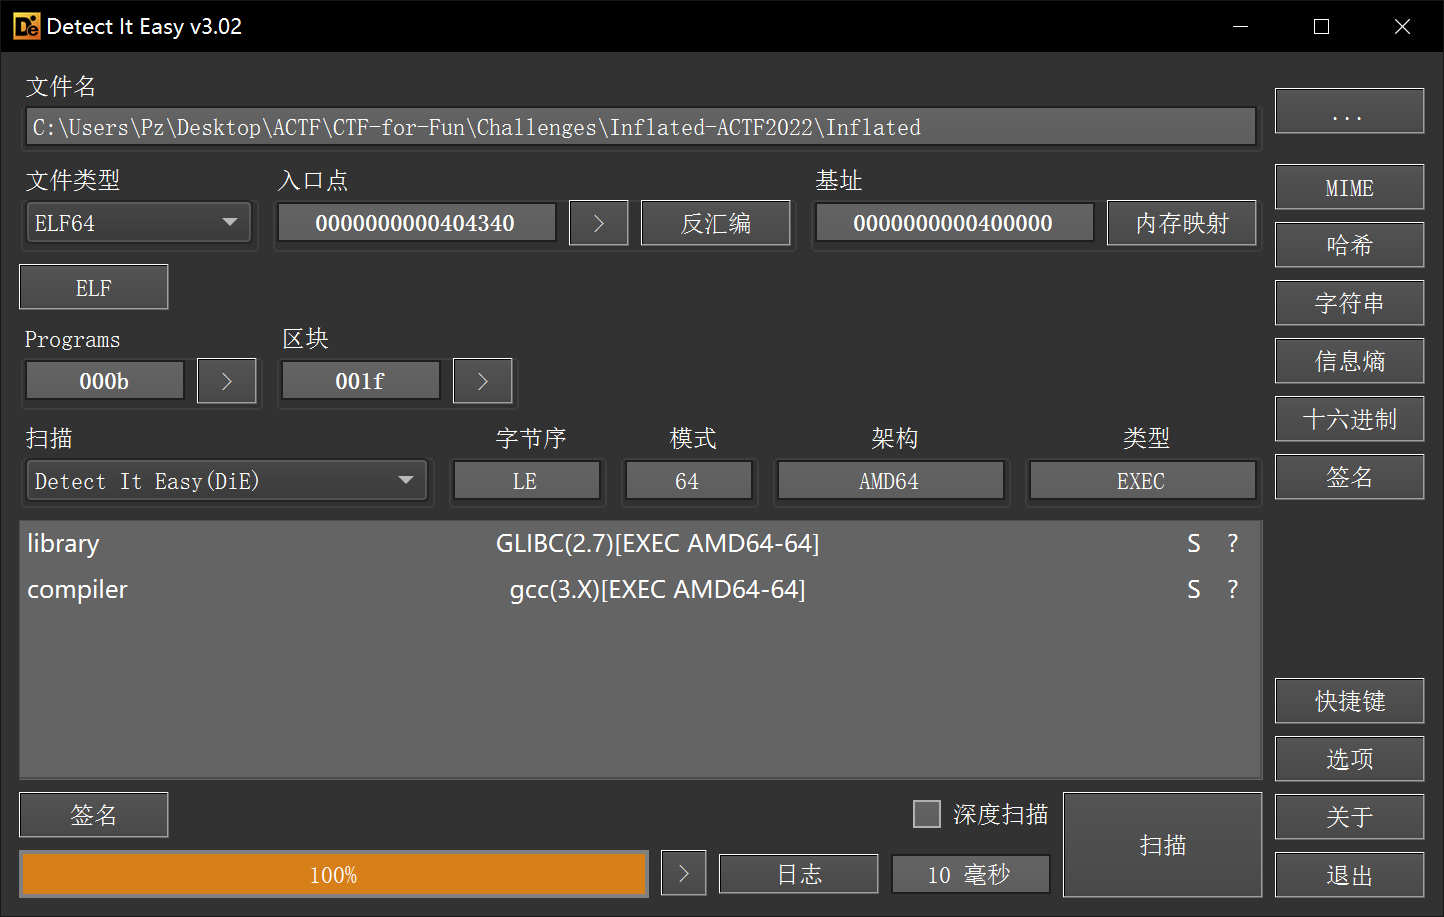 Detect It Easy v3.02
文件名
C:\Users\Pz\Desktop\ACTF\CTF-for-Fun\Challenges\Inflated-ACTF2022\Inflated
...
文件类型 入口点 基址
ELF64 0000000000404340 > 反汇编 0000000000400000 内存映射
MIME
哈希
字符串
信息熵
十六进制
签名
ELF
Programs 区块
000b > 001f >
扫描 字节序 模式 架构 类型
Detect It Easy(DiE) LE 64 AMD64 EXEC
library GLIBC(2.7)[EXEC AMD64-64] S ?
compiler gcc(3.X)[EXEC AMD64-64] S ?
快捷键
选项
关于
退出
签名 深度扫描 扫描
100% > 日志 10 毫秒